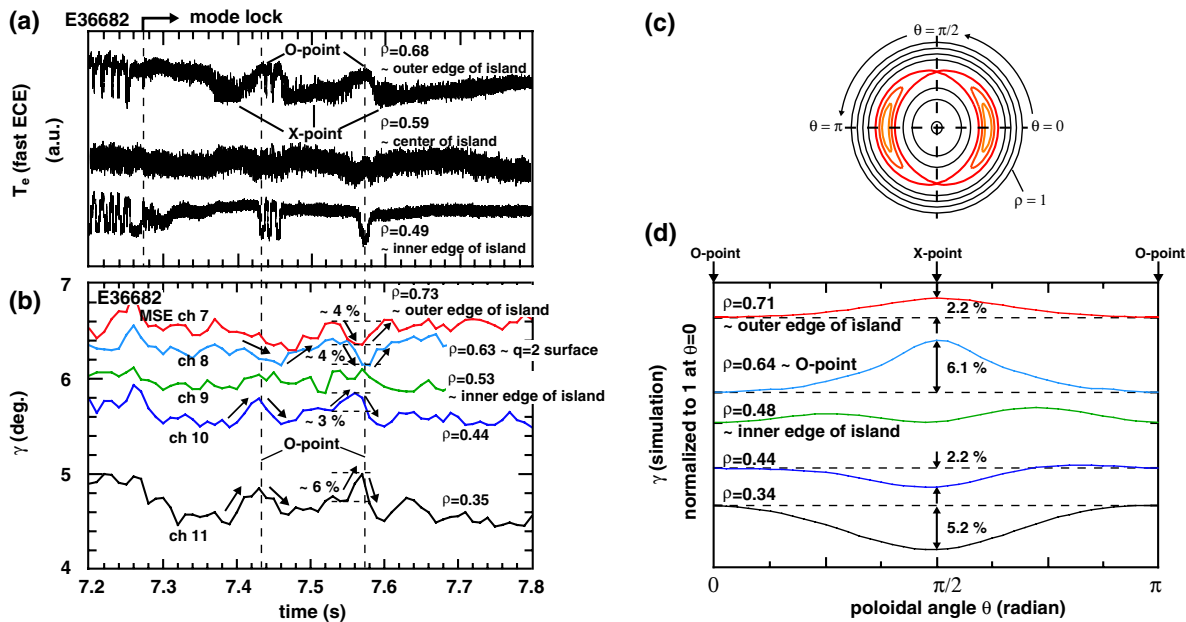 (a)
E36682
mode lock
O-point
ρ=0.68
~ outer edge of island
X-point
ρ=0.59
~ center of island
ρ=0.49
~ inner edge of island
Te (fast ECE)
(a.u.)
(b)
E36682
MSE ch 7
ρ=0.73
~ outer edge of island
~ 4 %
ch 8
~ 4 %
ρ=0.63 ~ q=2 surface
ρ=0.53
~ inner edge of island
ch 9
ch 10
~ 3 %
ρ=0.44
O-point
~ 6 %
ρ=0.35
ch 11
γ (deg.)
7
6
5
4
7.2 7.3 7.4 7.5 7.6 7.7 7.8
time (s)
(c)
θ = π/2
θ = π
θ = 0
ρ = 1
(d)
O-point X-point O-point
ρ=0.71
2.2 %
~ outer edge of island
ρ=0.64 ~ O-point
6.1 %
ρ=0.48
~ inner edge of island
ρ=0.44
2.2 %
ρ=0.34
5.2 %
γ (simulation)
normalized to 1 at θ=0
0 π/2 π
poloidal angle θ (radian)